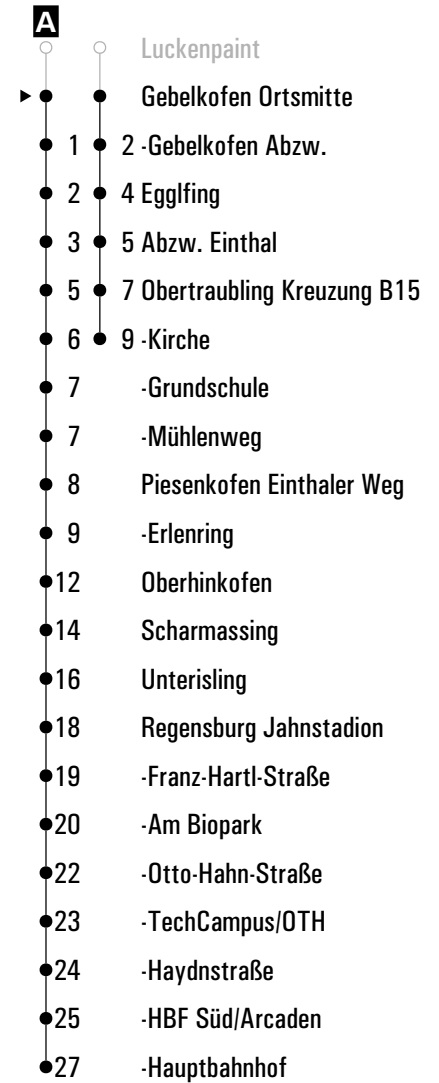 A
Luckenpaint
Gebelkofen Ortsmitte
1 2 -Gebelkofen Abzw.
2 4 Egglfing
3 5 Abzw. Einthal
5 7 Obertraubling Kreuzung B15
6 9 -Kirche
7 -Grundschule
7 -Mühlenweg
8 Piesenkofen Einthaler Weg
9 -Erlenring
12 Oberhinkofen
14 Scharmassing
16 Unterisling
18 Regensburg Jahnstadion
19 -Franz-Hartl-Straße
20 -Am Biopark
22 -Otto-Hahn-Straße
23 -TechCampus/OTH
24 -Haydnstraße
25 -HBF Süd/Arcaden
27 -Hauptbahnhof